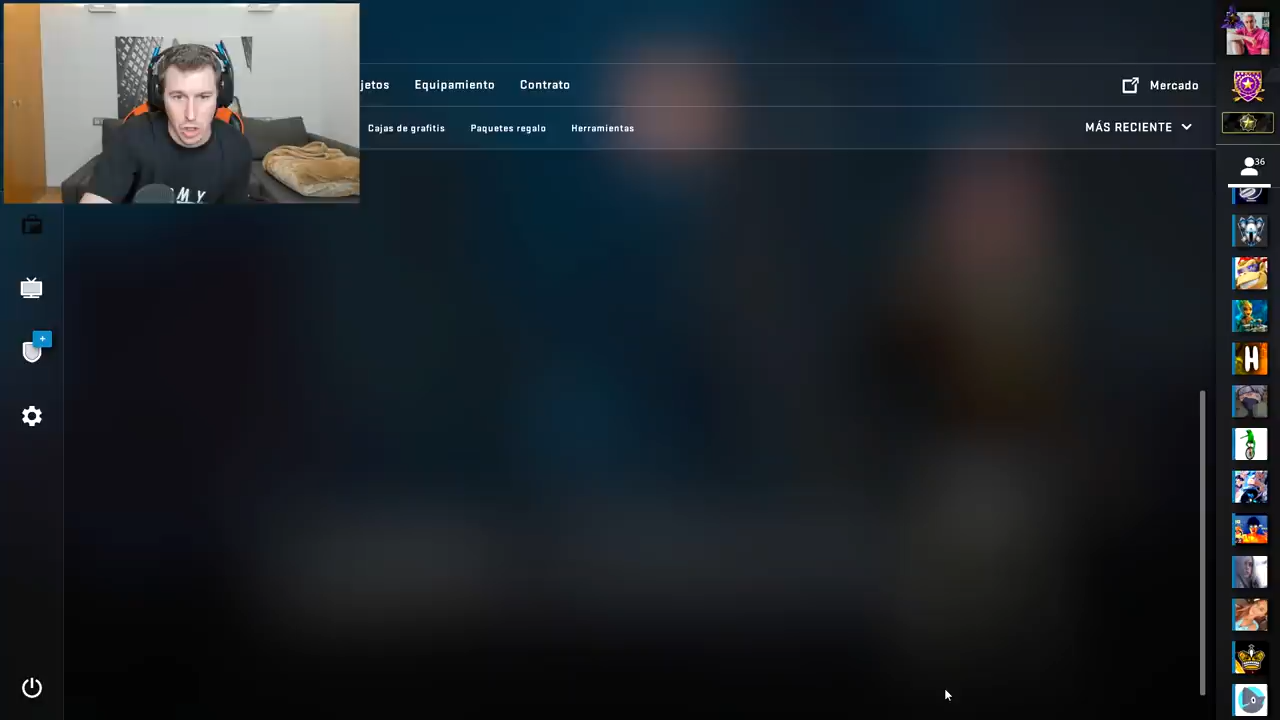 jetos Equipamiento Contrato Mercado
Cajas de grafitis Paquetes regalo Herramientas MÁS RECIENTE
36
+
H